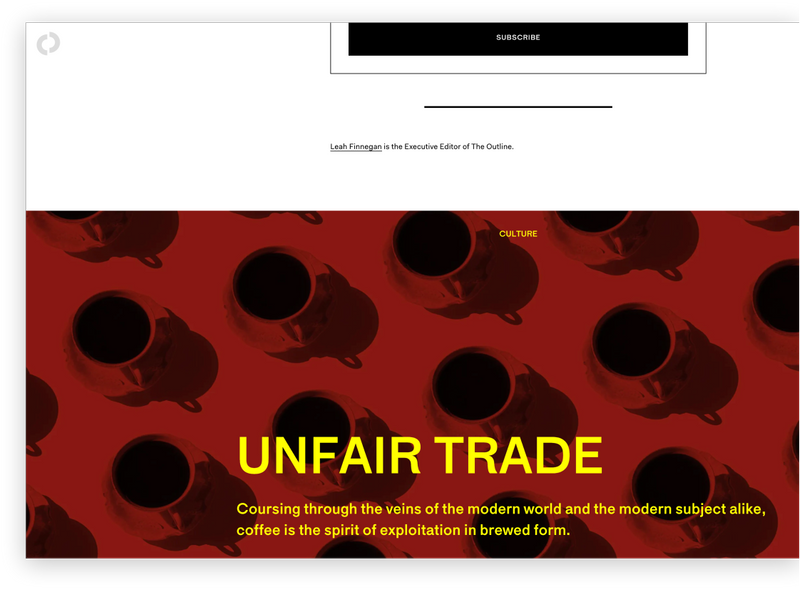 SUBSCRIBE
Leah Finnegan is the Executive Editor of The Outline.
CULTURE
UNFAIR TRADE
Coursing through the veins of the modern world and the modern subject alike,
coffee is the spirit of exploitation in brewed form.